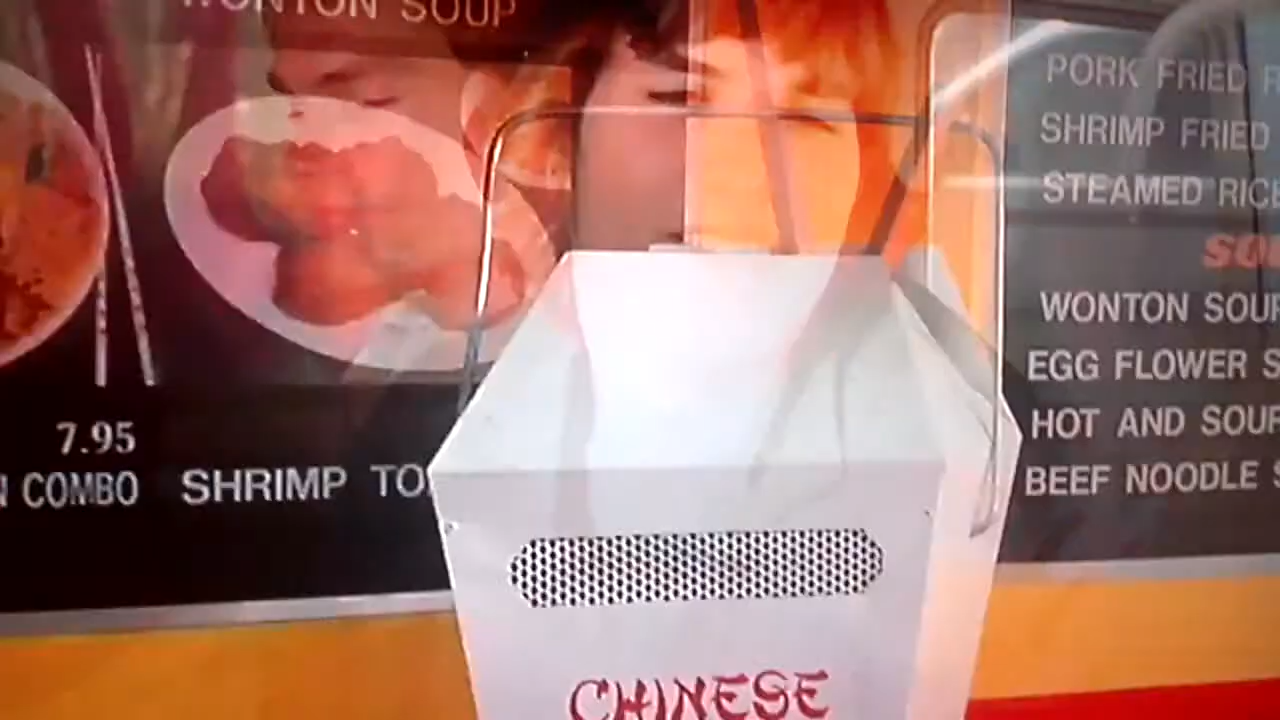 WONTON SOUP
7.95
COMBO
SHRIMP
PORK FRIED
SHRIMP FRIED
STEAMED RICE
WONTON SOUP
EGG FLOWER
HOT AND SOUR
BEEF NOODLE
CHINESE